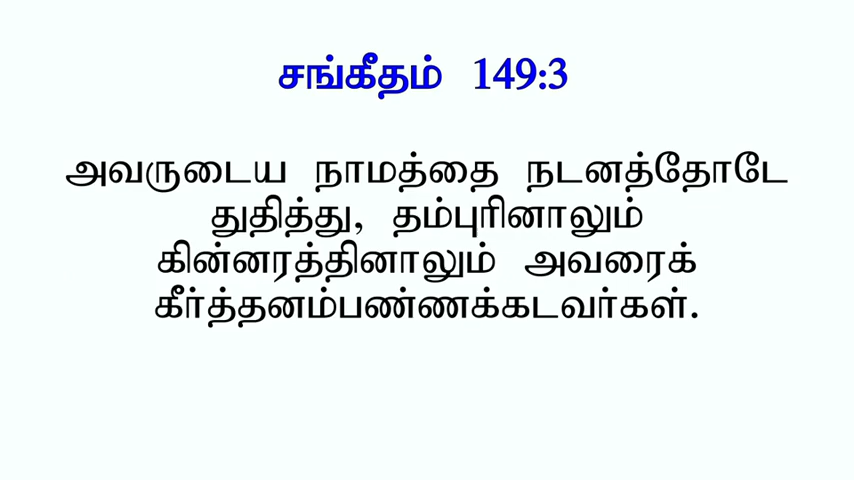 சங்கீதம் 149:3
அவருடைய நாமத்தை நடனத்தோடே
துதித்து, தம்புரினாலும்
கின்னரத்தினாலும் அவரைக்
கீர்த்தனம்பண்ணக்கடவர்கள்.